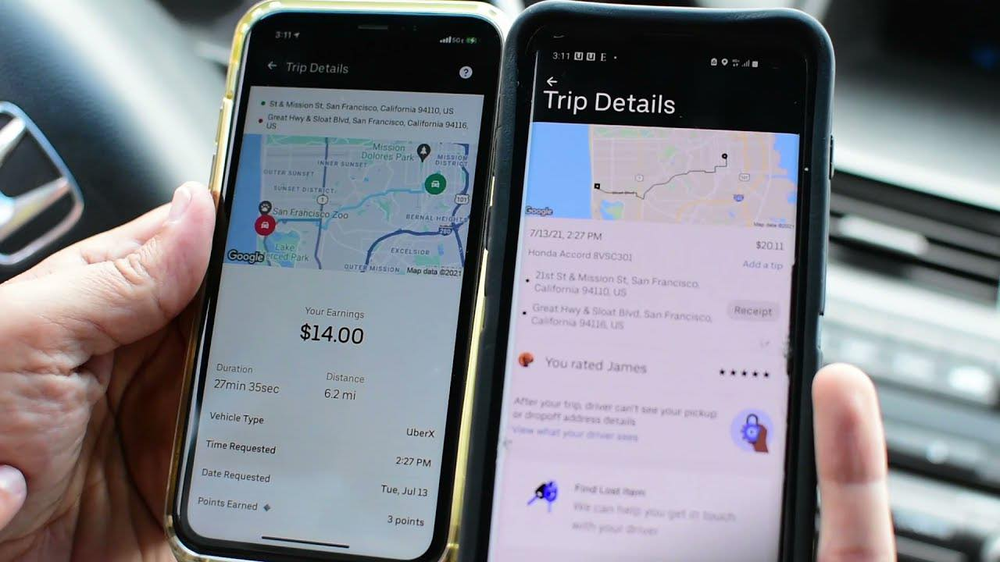 3:11
5GE
Trip Details
?
St & Mission St, San Francisco, California 94110, US
Great Hwy & Sloat Blvd, San Francisco, California 94116,
US
Mission
Dolores Park
MISSION
DISTRICT
INNER SUNSET
OUTER SUNSET
SUNSET DISTRICT
1
101
San Francisco Zoo
BERNAL HEIGHTS
280
Lake
Merced Park
EXCELSIOR
Google
OUTER MISSION
Map data ©2021
Your Earnings
$14.00
Duration
Distance
27min 35sec
6.2 mi
Vehicle Type
UberX
Time Requested
2:27 PM
Date Requested
Tue, Jul 13
Points Earned
3 points
3:11 U U E
Trip Details
1
101
Google
Map data ©2021
7/13/21, 2:27 PM
$20.11
Honda Accord 8VSC301
Add a tip
21st St & Mission St, San Francisco,
California 94110, US
Great Hwy & Sloat Blvd, San Francisco,
California 94116, US
Receipt
You rated James
After your trip, driver can't see your pickup
or dropoff address details
View what your driver sees
Find Lost Item
We can help you get in touch
with your driver